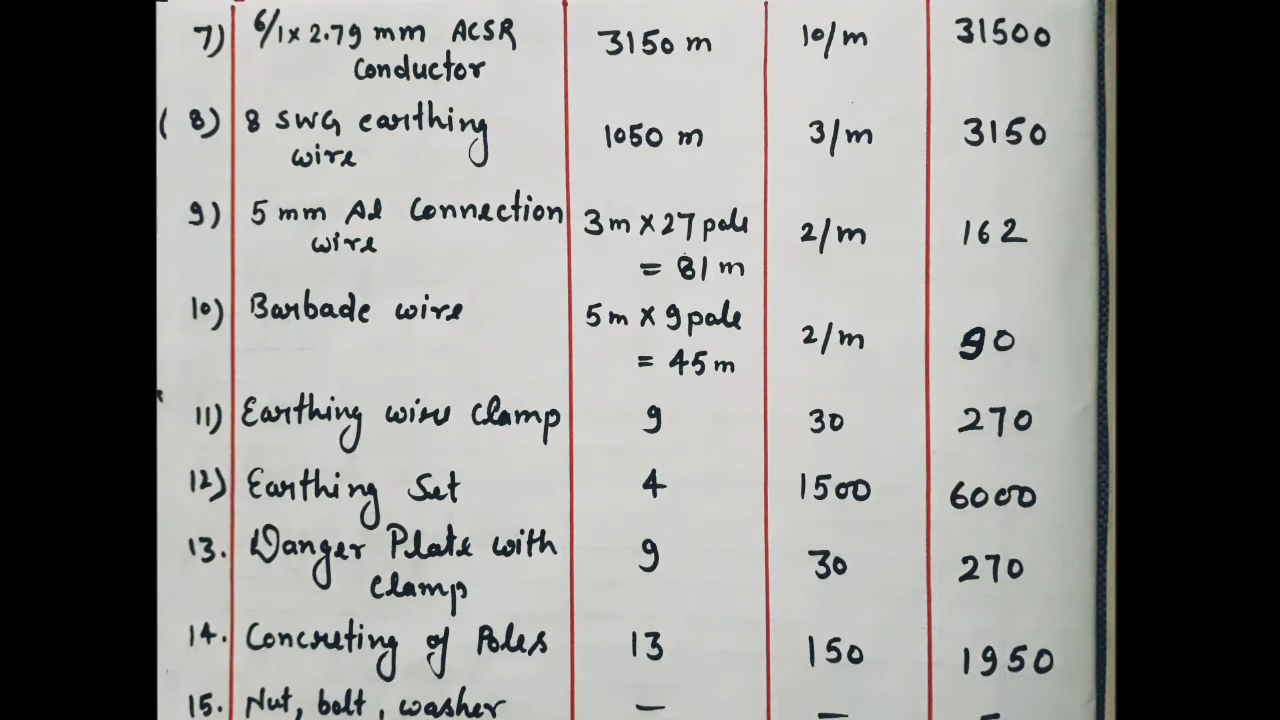 7) 6/1 x 2.79 mm ACSR 3150 m 10/m 31500
Conductor
(8) 8 SWG earthing 1050 m 3/m 3150
wire
9) 5 mm Al Connection 3m x 27 pole 2/m 162
wire = 81 m
10) Barbade wire 5m x 9 pole 2/m 90
= 45 m
11) Earthing wire Clamp 9 30 270
12) Earthing Set 4 1500 6000
13. Danger Plate with 9 30 270
Clamp
14. Concreting of Poles 13 150 1950
15. Nut, bolt, washer — — —